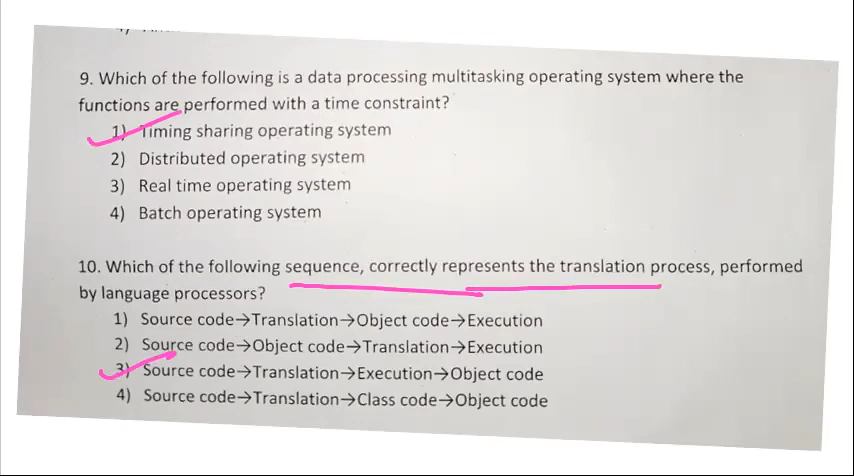 9. Which of the following is a data processing multitasking operating system where the
functions are performed with a time constraint?
1) Timing sharing operating system
2) Distributed operating system
3) Real time operating system
4) Batch operating system
10. Which of the following sequence, correctly represents the translation process, performed
by language processors?
1) Source code→Translation→Object code→Execution
2) Source code→Object code→Translation→Execution
3) Source code→Translation→Execution→Object code
4) Source code→Translation→Class code→Object code